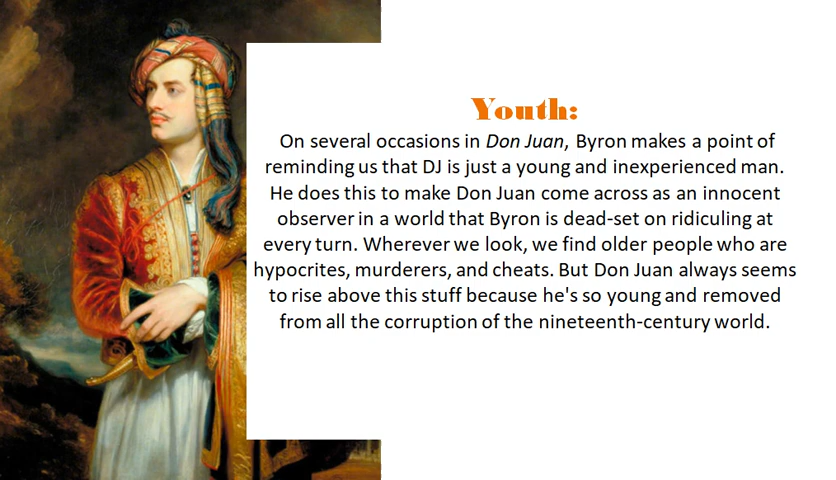 Youth:
On several occasions in Don Juan, Byron makes a point of
reminding us that DJ is just a young and inexperienced man.
He does this to make Don Juan come across as an innocent
observer in a world that Byron is dead-set on ridiculing at
every turn. Wherever we look, we find older people who are
hypocrites, murderers, and cheats. But Don Juan always seems
to rise above this stuff because he's so young and removed
from all the corruption of the nineteenth-century world.